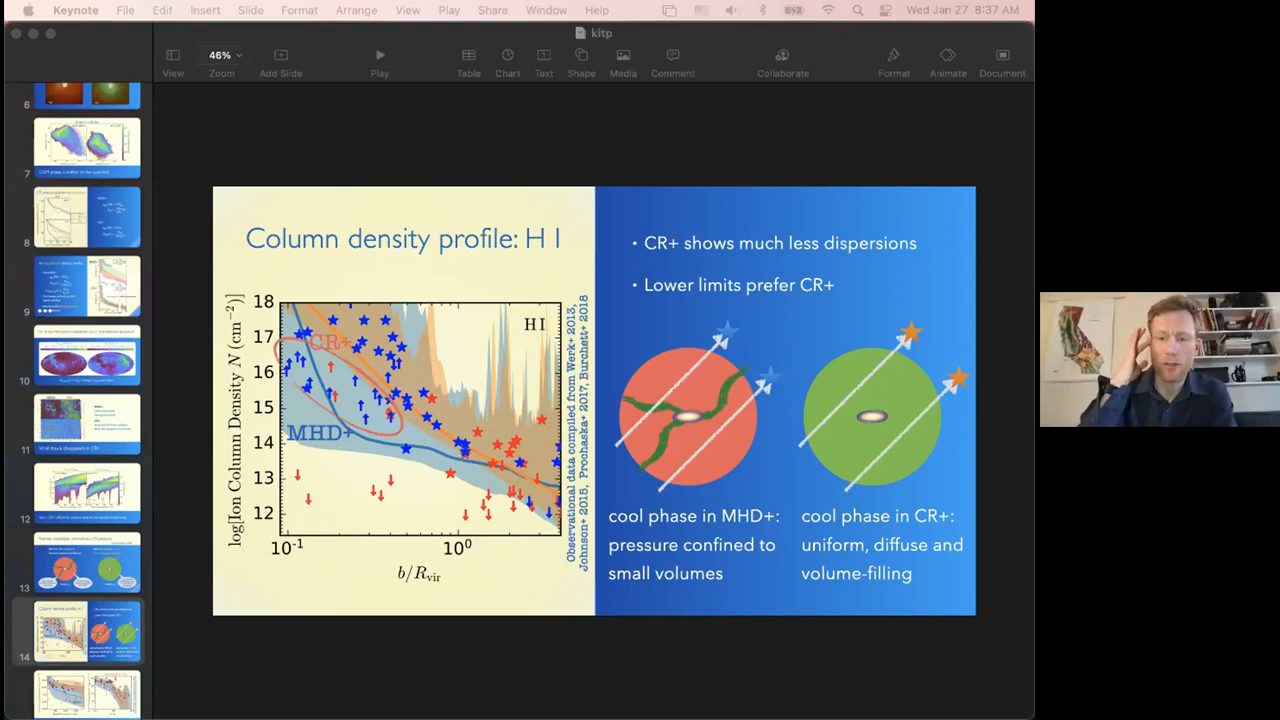 Keynote File Edit Insert Slide Format Arrange View Play Share Window Help Wed Jan 27 8:37 AM
kitp
46%
View Zoom Add Slide Play Table Chart Text Shape Media Comment Collaborate Format Animate Document
6
7
8
9
10
11
12
13
14
Column density profile: H I
18
17
16
15
14
13
12
log[Ion Column Density N (cm⁻²)]
H I
CR+
MHD+
10⁻¹
10⁰
b/Rvir
Observational data compiled from Werk+ 2013,
Johnson+ 2015, Prochaska+ 2017, Burchett+ 2018
• CR+ shows much less dispersions
• Lower limits prefer CR+
cool phase in MHD+:
pressure confined to
small volumes
cool phase in CR+:
uniform, diffuse and
volume-filling